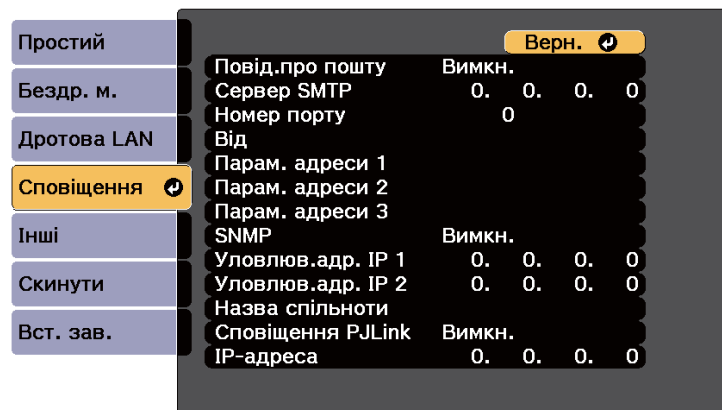 Простий
Бездр. м.
Дротова LAN
Сповіщення
Інші
Скинути
Вст. зав.
Верн.
Повід.про пошту Вимкн.
Сервер SMTP 0. 0. 0. 0
Номер порту 0
Від
Парам. адреси 1
Парам. адреси 2
Парам. адреси 3
SNMP Вимкн.
Уловлюв.адр. IP 1 0. 0. 0. 0
Уловлюв.адр. IP 2 0. 0. 0. 0
Назва спільноти
Сповіщення PJLink Вимкн.
IP-адреса 0. 0. 0. 0